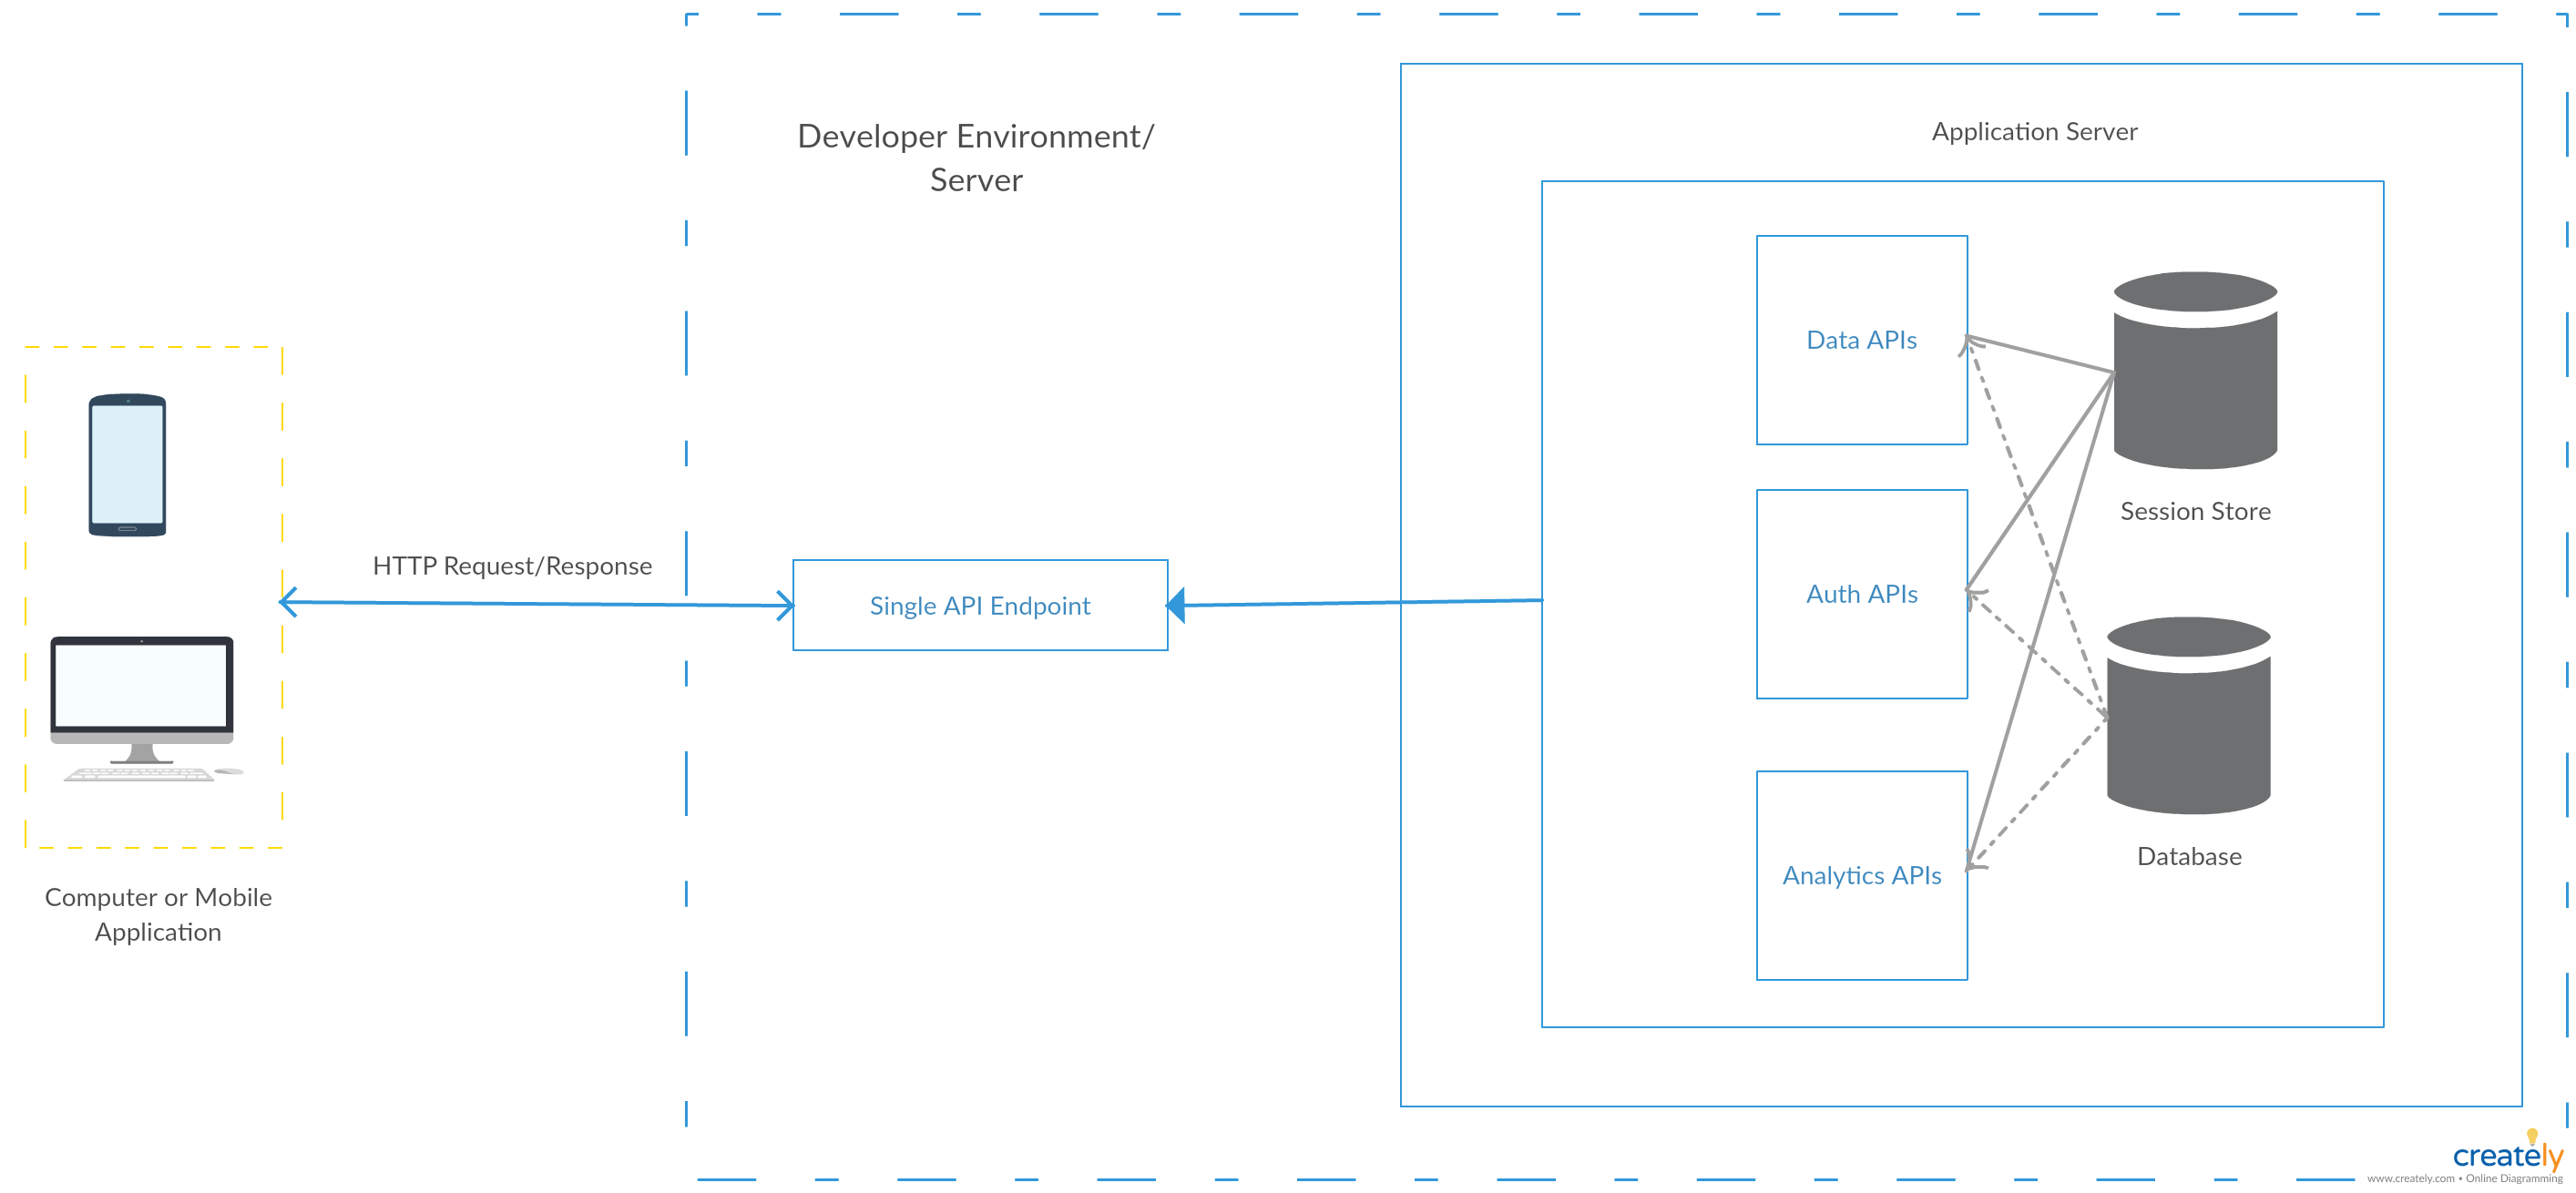 Developer Environment/
Server
Application Server
Data APIs
Session Store
HTTP Request/Response
Auth APIs
Single API Endpoint
Database
Analytics APIs
Computer or Mobile
Application
creately
www.creately.com • Online Diagramming